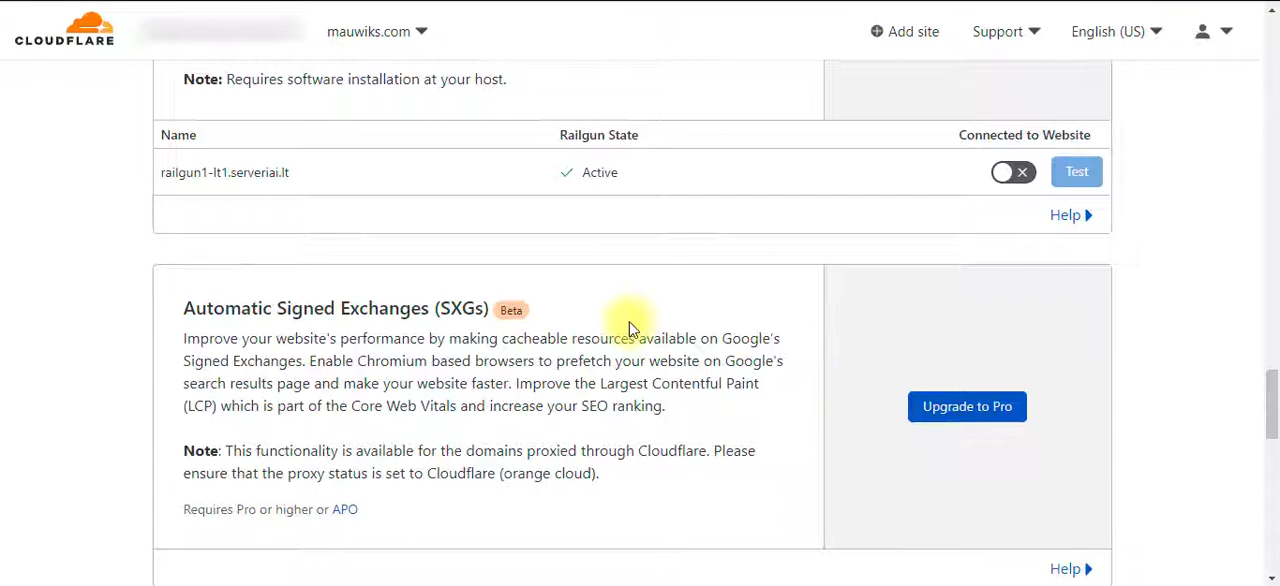 CLOUDFLARE
mauwiks.com
Add site
Support
English (US)
Note: Requires software installation at your host.
Name Railgun State Connected to Website
railgun1-lt1.serveriai.lt Active Test
Help
Automatic Signed Exchanges (SXGs) Beta
Improve your website's performance by making cacheable resources available on Google's
Signed Exchanges. Enable Chromium based browsers to prefetch your website on Google's
search results page and make your website faster. Improve the Largest Contentful Paint
(LCP) which is part of the Core Web Vitals and increase your SEO ranking.
Note: This functionality is available for the domains proxied through Cloudflare. Please
ensure that the proxy status is set to Cloudflare (orange cloud).
Requires Pro or higher or APO
Upgrade to Pro
Help